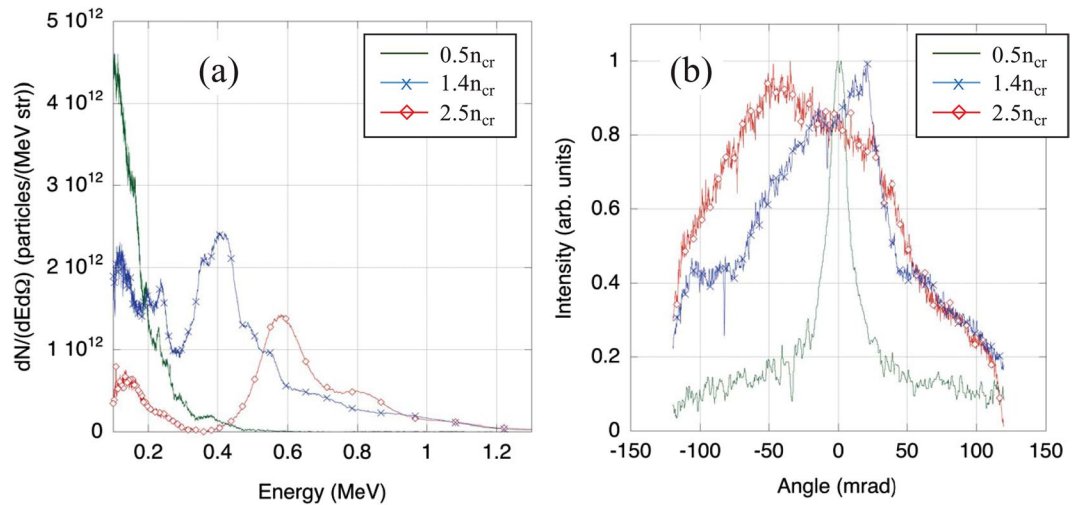 (a)
0.5n_cr
1.4n_cr
2.5n_cr
dN/(dEdΩ) (particles/(MeV str))
5 10^12
4 10^12
3 10^12
2 10^12
1 10^12
0
0.2 0.4 0.6 0.8 1 1.2
Energy (MeV)
(b)
0.5n_cr
1.4n_cr
2.5n_cr
Intensity (arb. units)
1
0.8
0.6
0.4
0.2
0
-150 -100 -50 0 50 100 150
Angle (mrad)